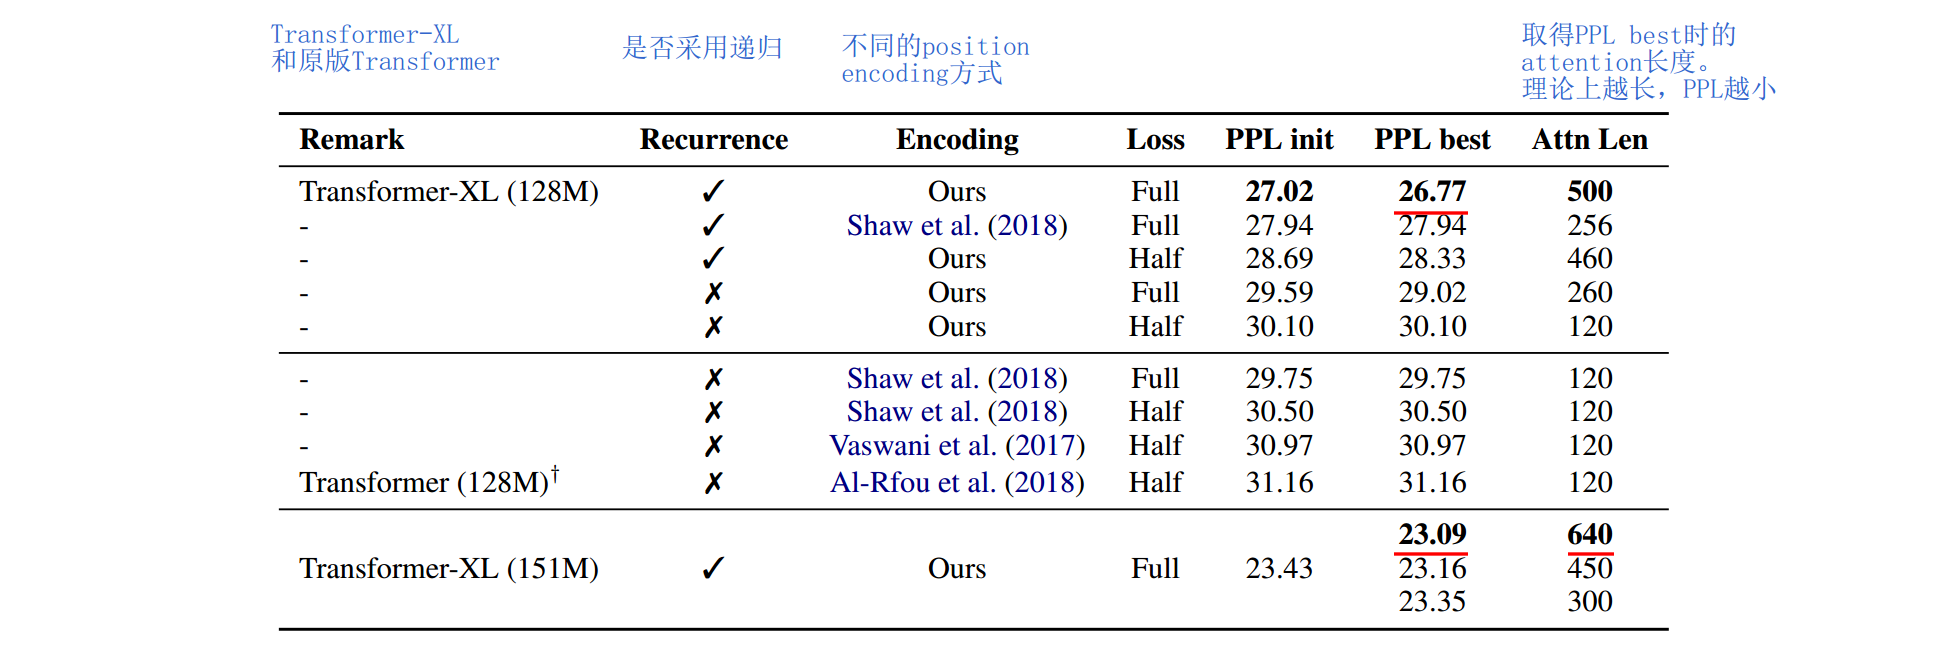 Transformer-XL
和原版Transformer
是否采用递归
不同的position
encoding方式
取得PPL best时的
attention长度。
理论上越长，PPL越小
Remark Recurrence Encoding Loss PPL init PPL best Attn Len
Transformer-XL (128M) ✓ Ours Full 27.02 26.77 500
- ✓ Shaw et al. (2018) Full 27.94 27.94 256
- ✓ Ours Half 28.69 28.33 460
- ✗ Ours Full 29.59 29.02 260
- ✗ Ours Half 30.10 30.10 120
- ✗ Shaw et al. (2018) Full 29.75 29.75 120
- ✗ Shaw et al. (2018) Half 30.50 30.50 120
- ✗ Vaswani et al. (2017) Half 30.97 30.97 120
Transformer (128M)† ✗ Al-Rfou et al. (2018) Half 31.16 31.16 120
23.09 640
Transformer-XL (151M) ✓ Ours Full 23.43 23.16 450
23.35 300